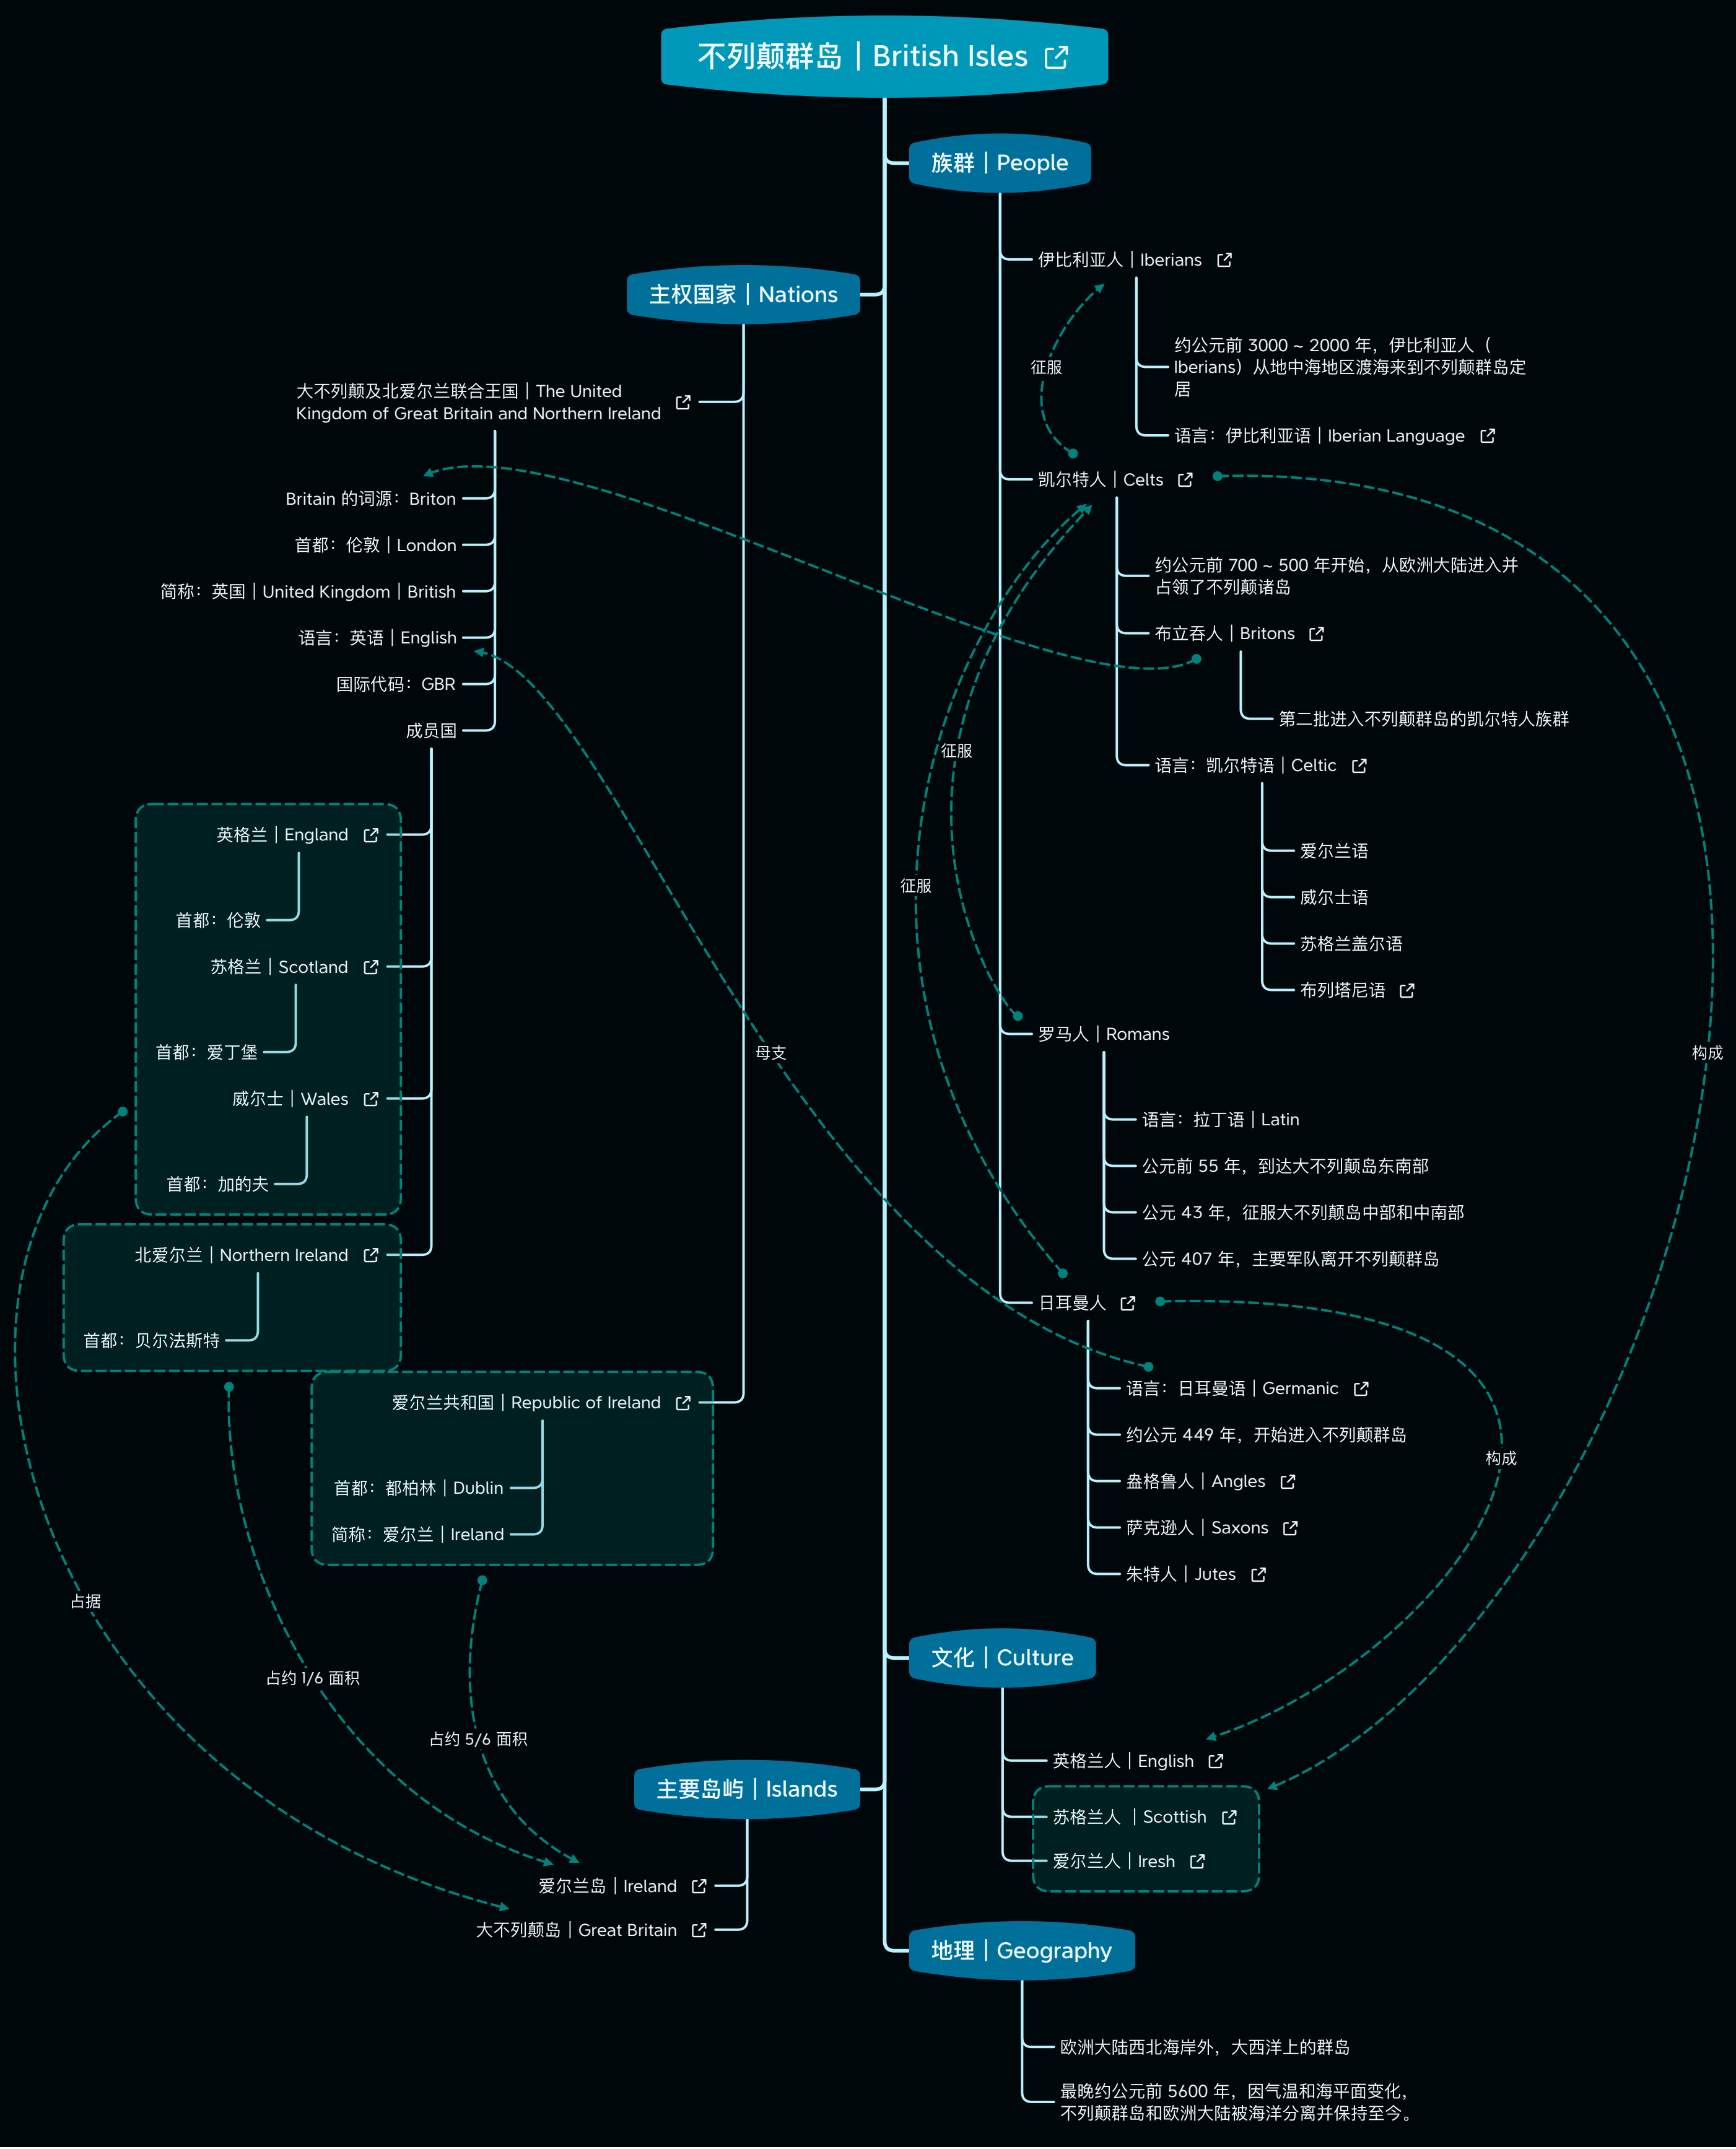 不列颠群岛｜British Isles
族群｜People
伊比利亚人｜Iberians
约公元前 3000 ~ 2000 年，伊比利亚人（
Iberians）从地中海地区渡海来到不列颠群岛定
居
语言：伊比利亚语｜Iberian Language
征服
凯尔特人｜Celts
约公元前 700 ~ 500 年开始，从欧洲大陆进入并
占领了不列颠诸岛
布立吞人｜Britons
第二批进入不列颠群岛的凯尔特人族群
语言：凯尔特语｜Celtic
爱尔兰语
威尔士语
苏格兰盖尔语
布列塔尼语
征服
征服
罗马人｜Romans
语言：拉丁语｜Latin
公元前 55 年，到达大不列颠岛东南部
公元 43 年，征服大不列颠岛中部和中南部
公元 407 年，主要军队离开不列颠群岛
日耳曼人
语言：日耳曼语｜Germanic
约公元 449 年，开始进入不列颠群岛
盎格鲁人｜Angles
萨克逊人｜Saxons
朱特人｜Jutes
构成
构成
主权国家｜Nations
大不列颠及北爱尔兰联合王国｜The United
Kingdom of Great Britain and Northern Ireland
Britain 的词源：Briton
首都：伦敦｜London
简称：英国｜United Kingdom｜British
语言：英语｜English
国际代码：GBR
成员国
英格兰｜England
首都：伦敦
苏格兰｜Scotland
首都：爱丁堡
威尔士｜Wales
首都：加的夫
北爱尔兰｜Northern Ireland
首都：贝尔法斯特
爱尔兰共和国｜Republic of Ireland
首都：都柏林｜Dublin
简称：爱尔兰｜Ireland
母支
占据
占约 1/6 面积
占约 5/6 面积
文化｜Culture
英格兰人｜English
苏格兰人 ｜Scottish
爱尔兰人｜Iresh
主要岛屿｜Islands
爱尔兰岛｜Ireland
大不列颠岛｜Great Britain
地理｜Geography
欧洲大陆西北海岸外，大西洋上的群岛
最晚约公元前 5600 年，因气温和海平面变化，
不列颠群岛和欧洲大陆被海洋分离并保持至今。